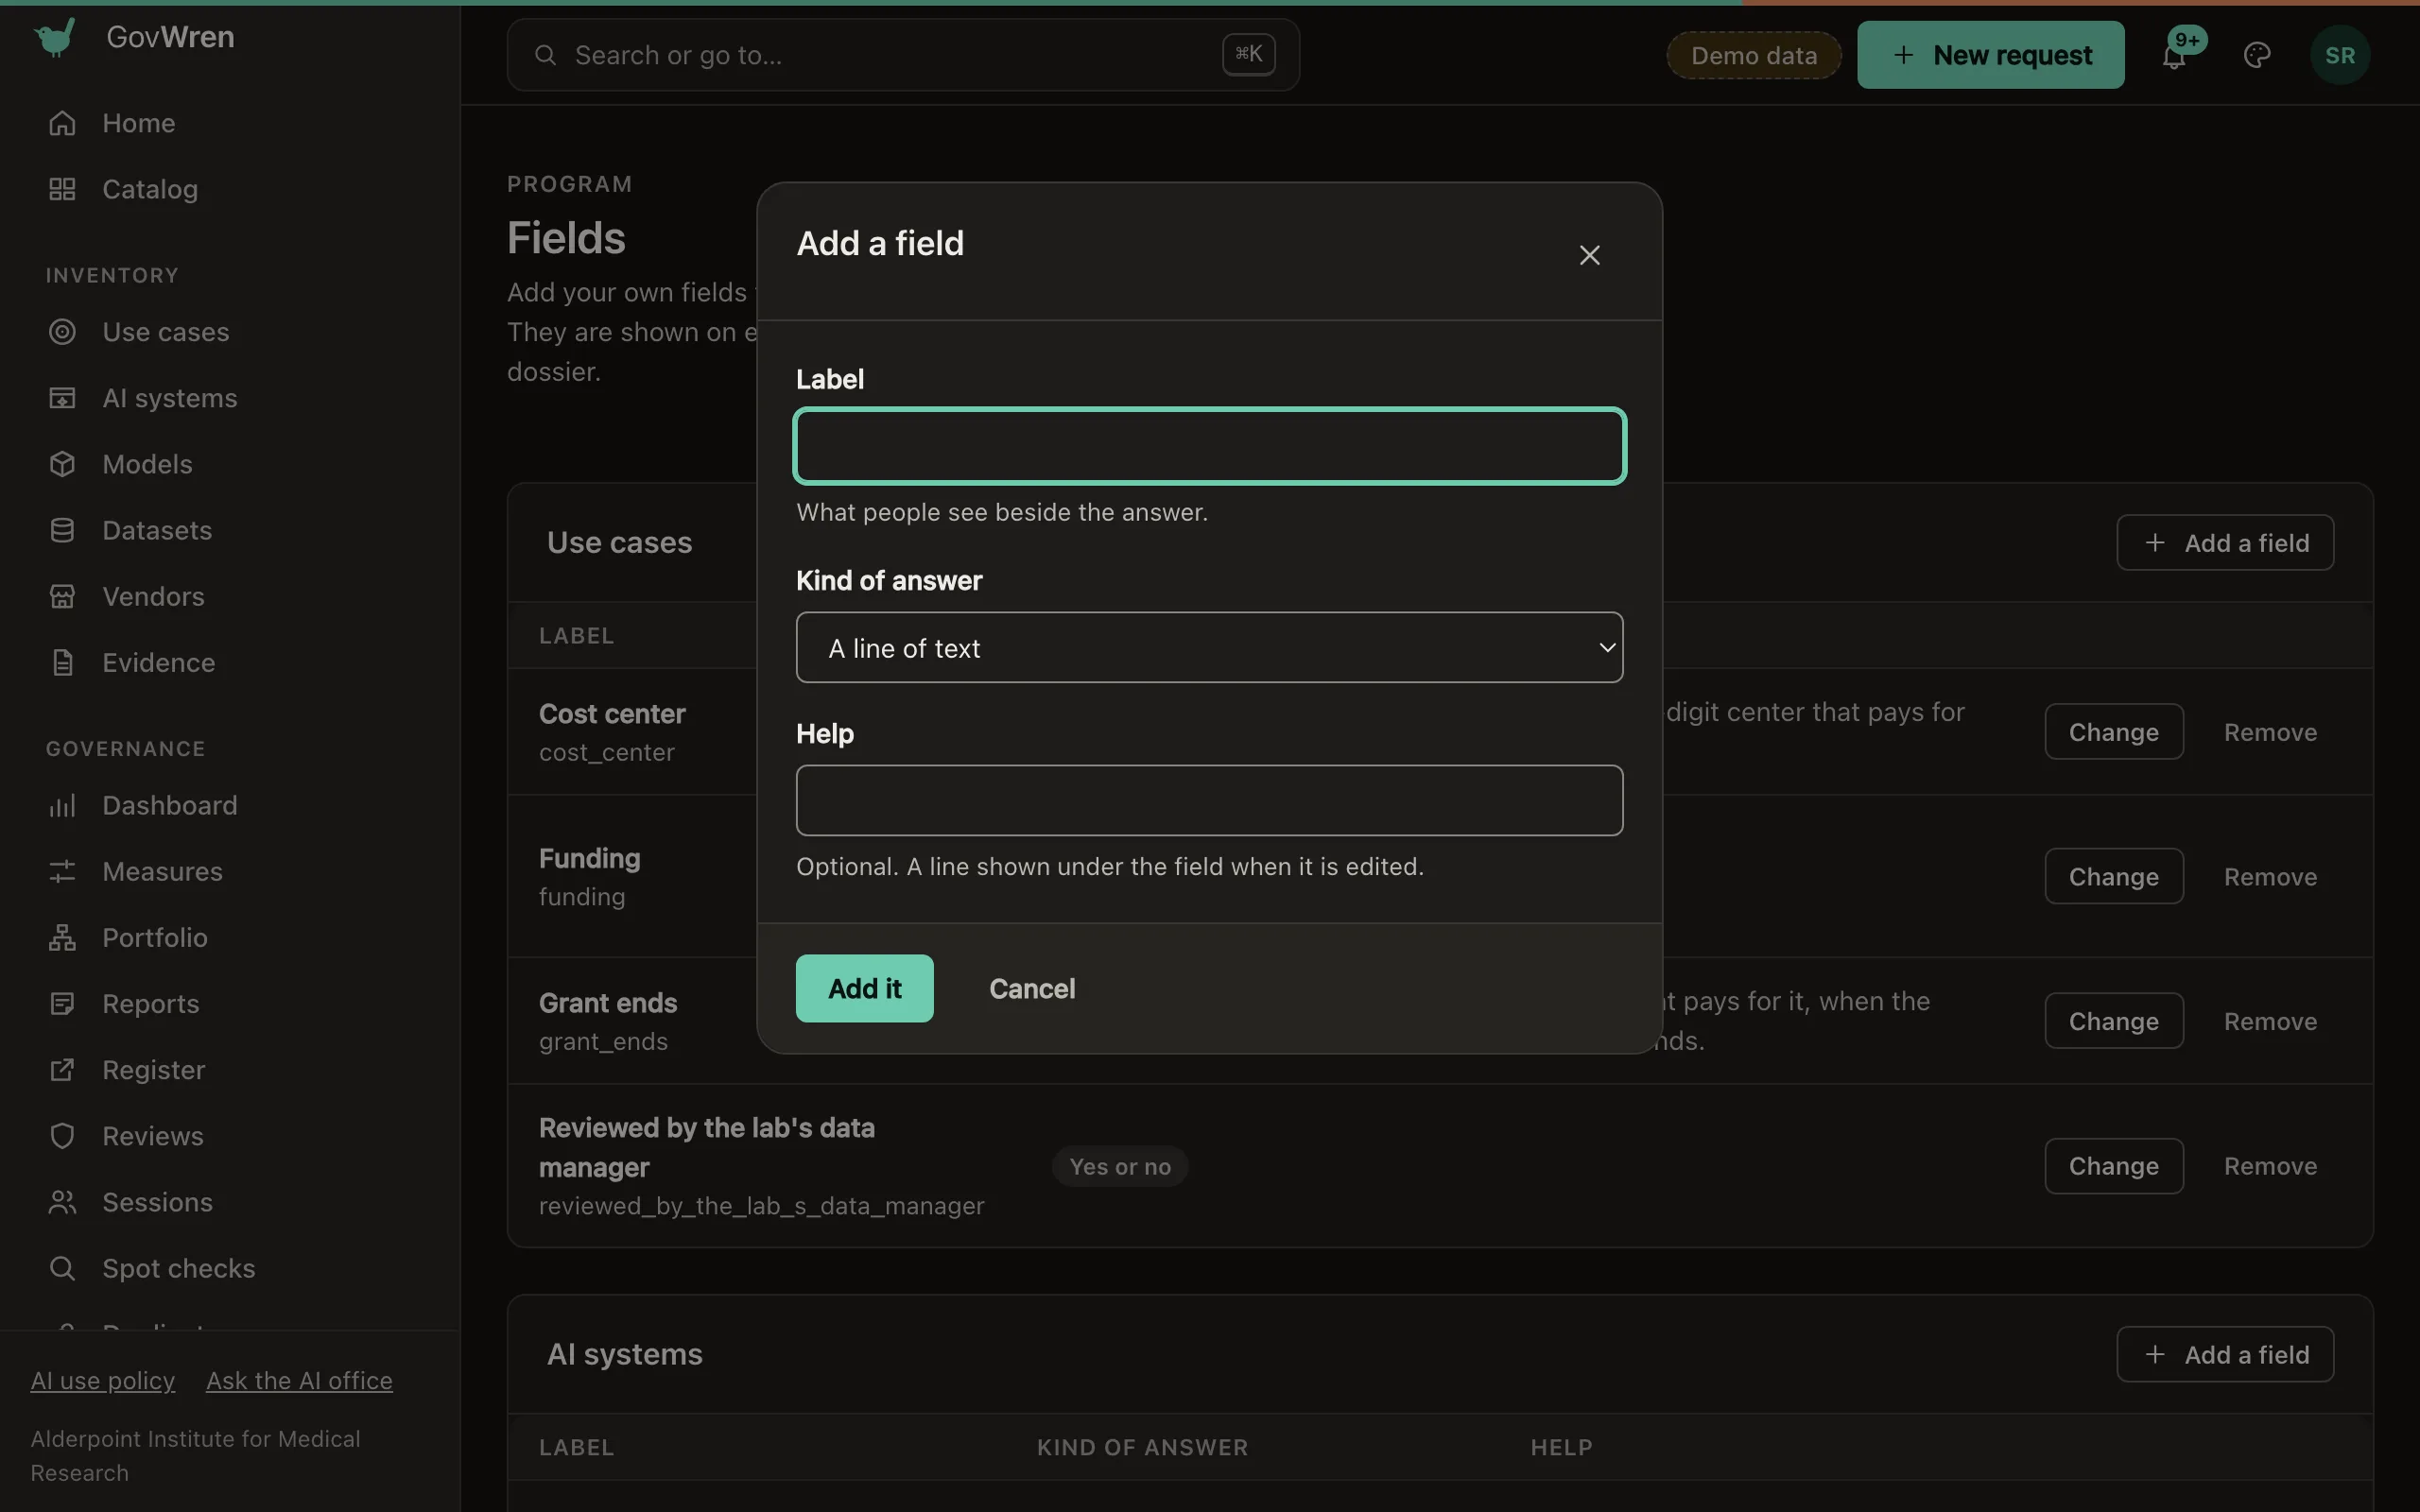 GovWren
Search or go to...
⌘K
Demo data
+ New request
9+
SR
Home
Catalog
INVENTORY
Use cases
AI systems
Models
Datasets
Vendors
Evidence
GOVERNANCE
Dashboard
Measures
Portfolio
Reports
Register
Reviews
Sessions
Spot checks
AI use policy
Ask the AI office
Alderpoint Institute for Medical
Research
PROGRAM
Fields
Add your own fields
They are shown on
dossier.
Use cases
+ Add a field
LABEL
Cost center
cost_center
digit center that pays for
Change
Remove
Funding
funding
Change
Remove
Grant ends
grant_ends
pays for it, when the
Change
Remove
Reviewed by the lab's data
manager
reviewed_by_the_lab_s_data_manager
Yes or no
Change
Remove
AI systems
+ Add a field
LABEL
KIND OF ANSWER
HELP
Add a field
Label
What people see beside the answer.
Kind of answer
A line of text
Help
Optional. A line shown under the field when it is edited.
Add it
Cancel